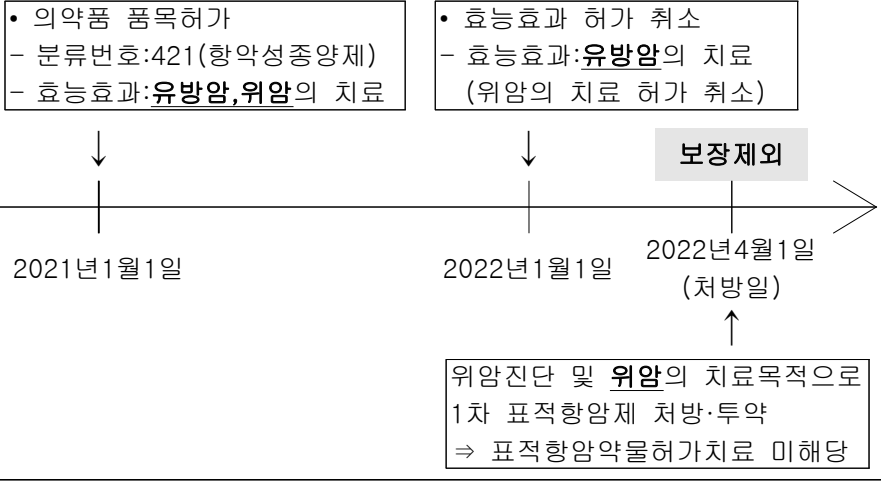 • 의약품 품목허가
- 분류번호:421(항악성종양제)
- 효능효과:유방암,위암의 치료
• 효능효과 허가 취소
- 효능효과:유방암의 치료
(위암의 치료 허가 취소)
보장제외
2021년1월1일
2022년1월1일
2022년4월1일
(처방일)
위암진단 및 위암의 치료목적으로
1차 표적항암제 처방·투약
⇒ 표적항암약물허가치료 미해당